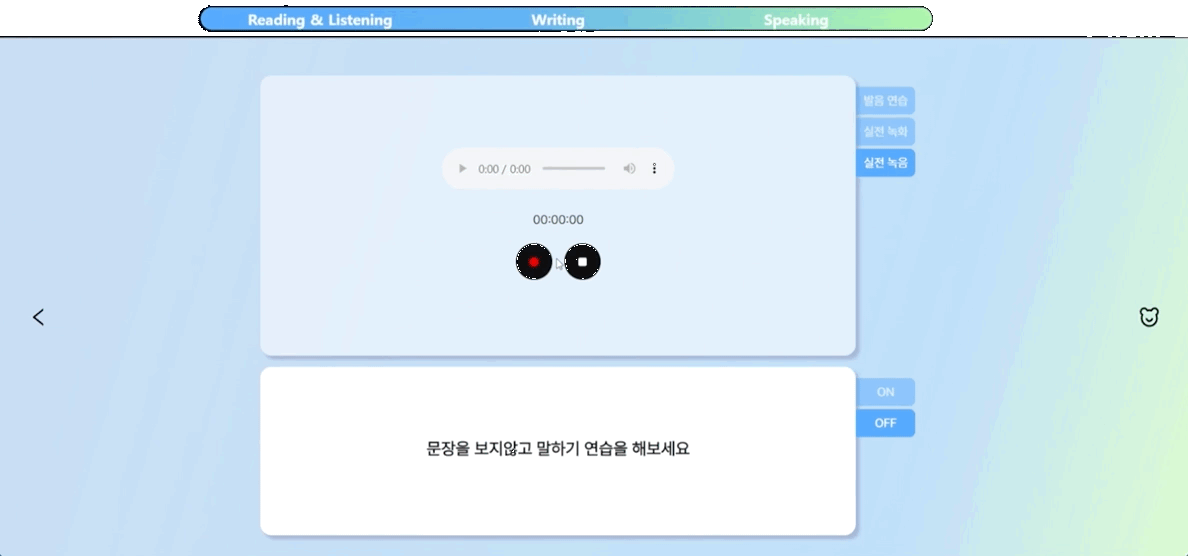 Reading & Listening
Writing
Speaking
발음 연습
실전 녹화
실전 녹음
0:00 / 0:00
00:00:00
ON
OFF
문장을 보지않고 말하기 연습을 해보세요